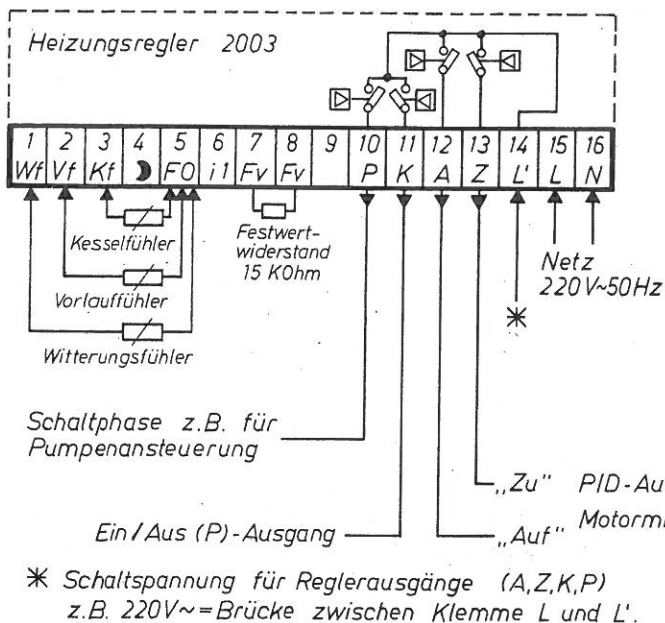 Heizungsregler 2003
1 2 3 4 5 6 7 8 9 10 11 12 13 14 15 16
Wf Vf Kf FO i1 Fv Fv P K A Z L' L N
Kesselfühler
Vorlauffühler
Witterungsfühler
Festwert-
widerstand
15 KOhm
Netz
220V~50Hz
*
Schaltphase z.B. für
Pumpenansteuerung
„Zu" PID-Au
Ein/Aus (P)-Ausgang
„Auf" Motorm
* Schaltspannung für Reglerausgänge (A,Z,K,P)
z.B. 220V~=Brücke zwischen Klemme L und L'.